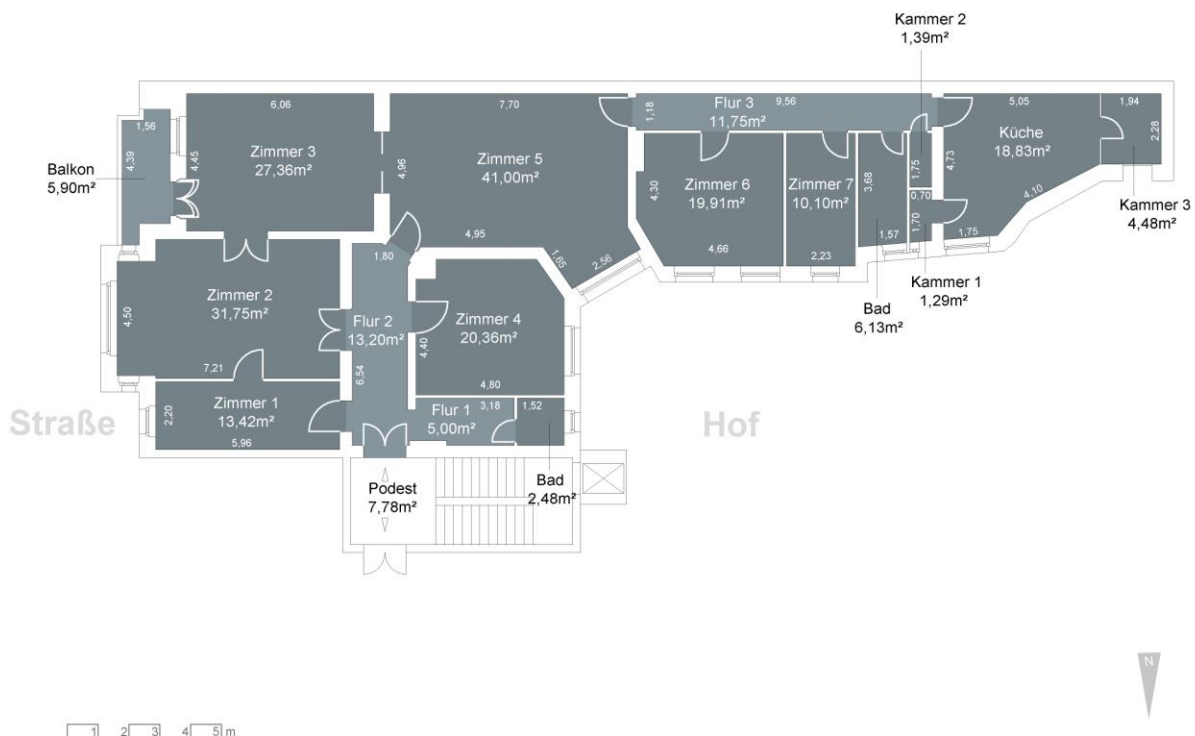 Kammer 2
1,39m²
6,06
7,70
1,18
Flur 3
9,56
11,75m²
5,05
1,94
1,56
4,39
Balkon
5,90m²
4,45
Zimmer 3
27,36m²
4,96
Zimmer 5
41,00m²
4,95
1,65
2,56
4,30
Zimmer 6
19,91m²
4,66
Zimmer 7
10,10m²
2,23
3,68
1,57
1,75
0,70
1,70
Küche
18,83m²
4,73
4,10
1,75
2,28
Kammer 3
4,48m²
Kammer 1
1,29m²
Bad
6,13m²
4,50
Zimmer 2
31,75m²
7,21
1,80
Flur 2
13,20m²
6,54
Zimmer 4
20,36m²
4,40
4,80
Straße
2,20
Zimmer 1
13,42m²
5,96
Flur 1
3,18
5,00m²
1,52
Bad
2,48m²
Hof
Podest
7,78m²
N
1 2 3 4 5 m